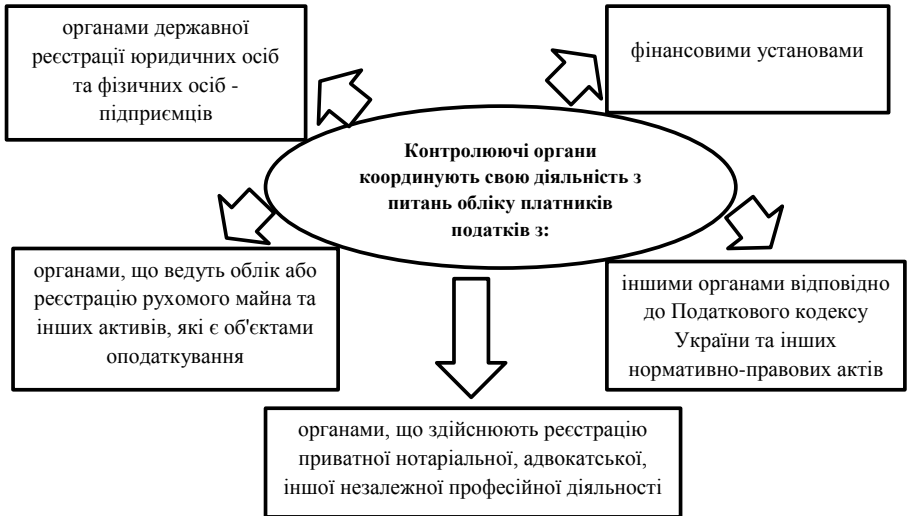 органами державної
реєстрації юридичних осіб
та фізичних осіб -
підприємців
фінансовими установами
Контролюючі органи
координують свою діяльність з
питань обліку платників
податків з:
органами, що ведуть облік або
реєстрацію рухомого майна та
інших активів, які є об'єктами
оподаткування
іншими органами відповідно
до Податкового кодексу
України та інших
нормативно-правових актів
органами, що здійснюють реєстрацію
приватної нотаріальної, адвокатської,
іншої незалежної професійної діяльності